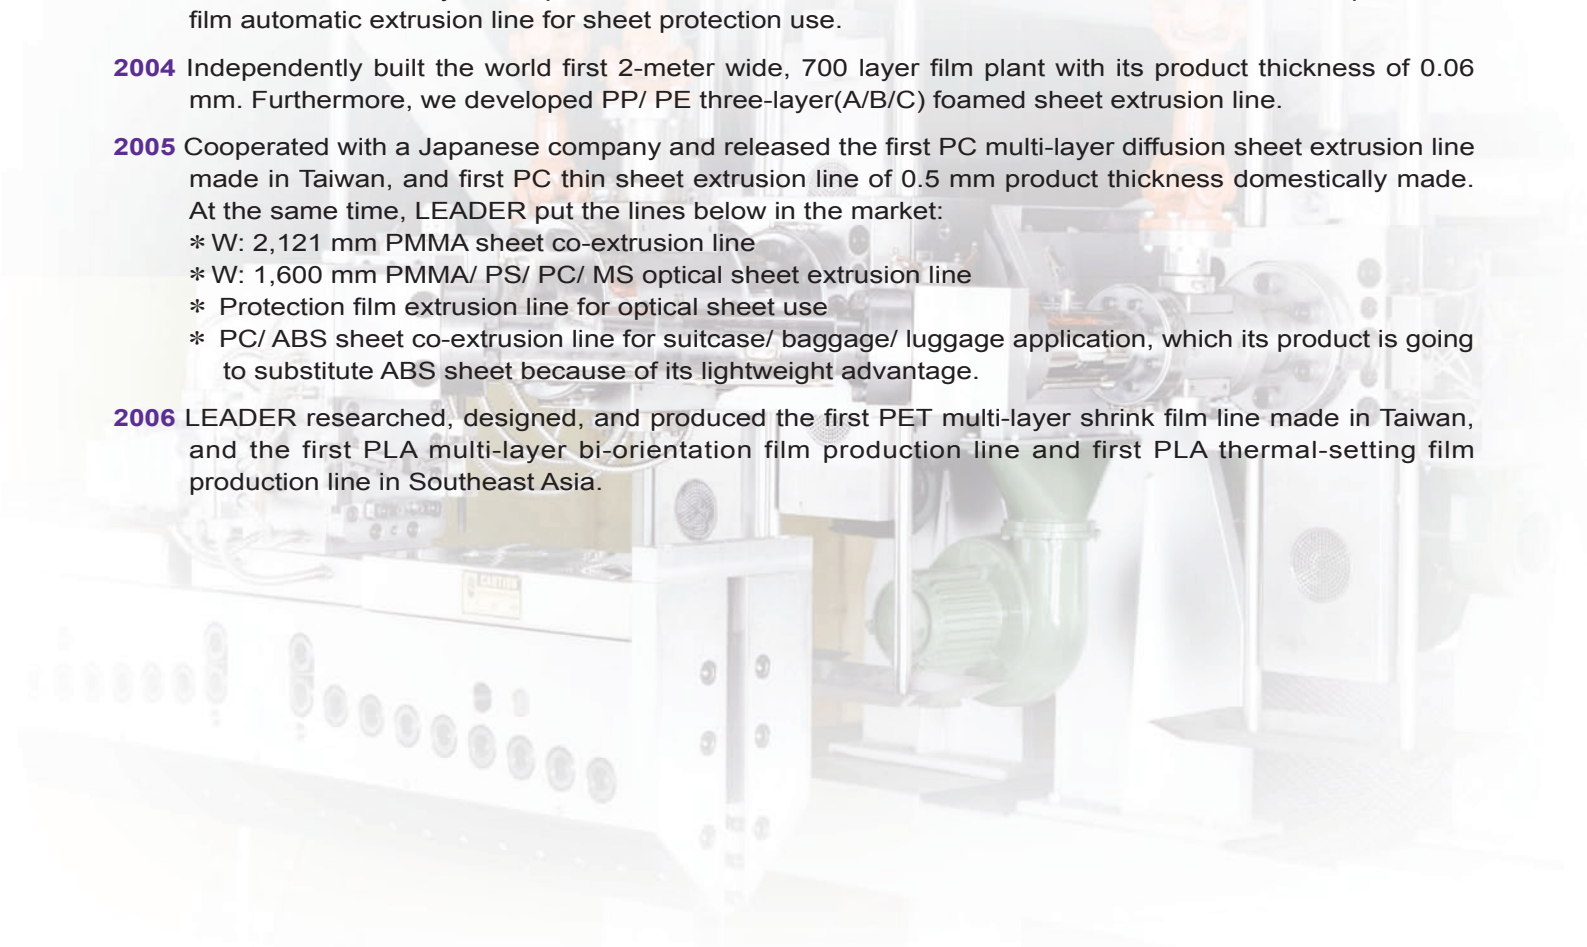 film automatic extrusion line for sheet protection use.
2004 Independently built the world first 2-meter wide, 700 layer film plant with its product thickness of 0.06
mm. Furthermore, we developed PP/ PE three-layer(A/B/C) foamed sheet extrusion line.
2005 Cooperated with a Japanese company and released the first PC multi-layer diffusion sheet extrusion line
made in Taiwan, and first PC thin sheet extrusion line of 0.5 mm product thickness domestically made.
At the same time, LEADER put the lines below in the market:
* W: 2,121 mm PMMA sheet co-extrusion line
* W: 1,600 mm PMMA/ PS/ PC/ MS optical sheet extrusion line
* Protection film extrusion line for optical sheet use
* PC/ ABS sheet co-extrusion line for suitcase/ baggage/ luggage application, which its product is going
to substitute ABS sheet because of its lightweight advantage.
2006 LEADER researched, designed, and produced the first PET multi-layer shrink film line made in Taiwan,
and the first PLA multi-layer bi-orientation film production line and first PLA thermal-setting film
production line in Southeast Asia.
CAUTION